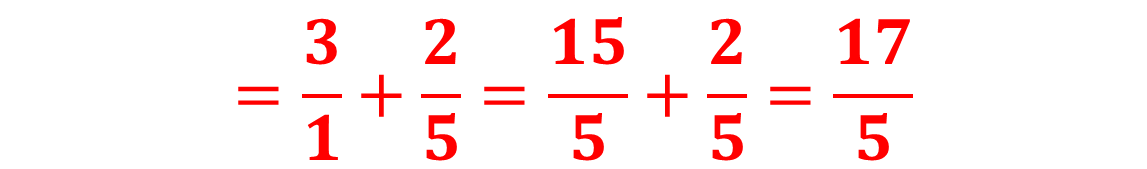 = 3/1 + 2/5 = 15/5 + 2/5 = 17/5